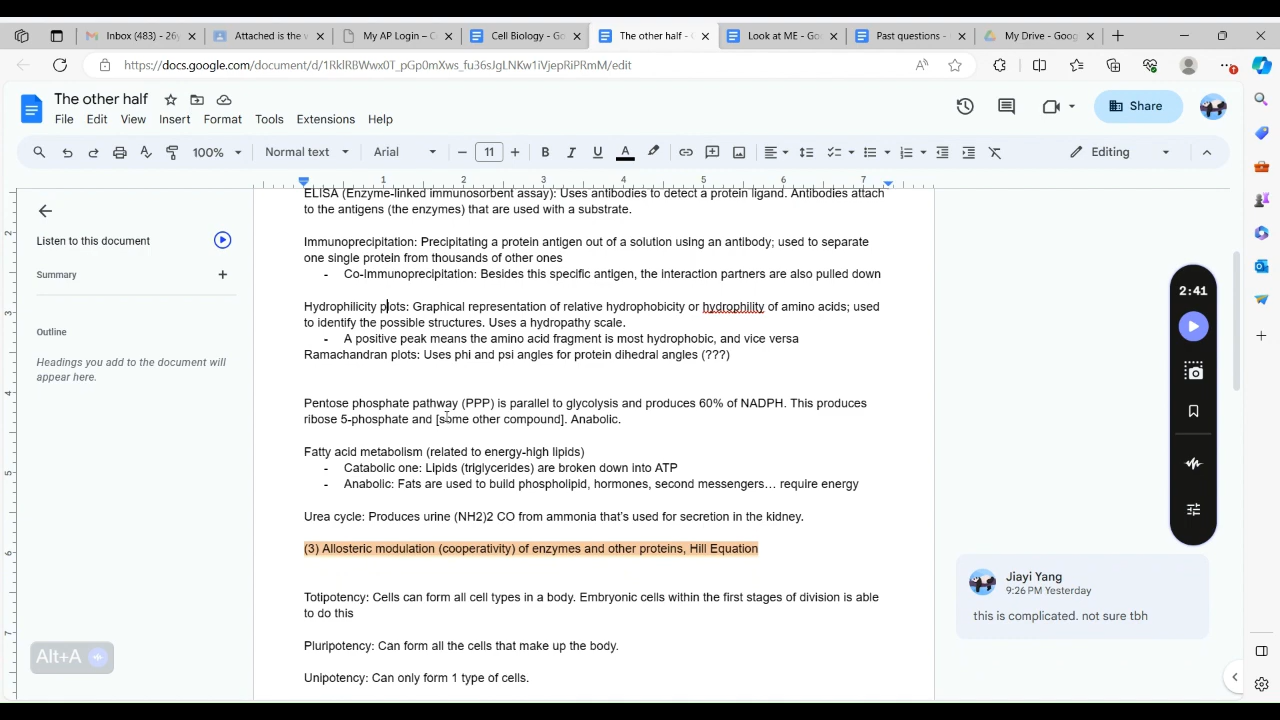 Inbox (483) – 26y
Attached is the v
My AP Login – C
Cell Biology - Go
The other half - G
Look at ME - Go
Past questions -
My Drive - Goog
https://docs.google.com/document/d/1RklRBWwx0T_pGp0mXws_fu36sJgLNKw1iVjepRiPRmM/edit
The other half
File Edit View Insert Format Tools Extensions Help
Share
100% Normal text Arial 11 Editing
1 2 3 4 5 6 7
ELISA (Enzyme-linked immunosorbent assay): Uses antibodies to detect a protein ligand. Antibodies attach
to the antigens (the enzymes) that are used with a substrate.
Listen to this document
Summary
Outline
Headings you add to the document will
appear here.
Immunoprecipitation: Precipitating a protein antigen out of a solution using an antibody; used to separate
one single protein from thousands of other ones
- Co-Immunoprecipitation: Besides this specific antigen, the interaction partners are also pulled down
Hydrophilicity plots: Graphical representation of relative hydrophobicity or hydrophility of amino acids; used
to identify the possible structures. Uses a hydropathy scale.
- A positive peak means the amino acid fragment is most hydrophobic, and vice versa
Ramachandran plots: Uses phi and psi angles for protein dihedral angles (???)
Pentose phosphate pathway (PPP) is parallel to glycolysis and produces 60% of NADPH. This produces
ribose 5-phosphate and [some other compound]. Anabolic.
Fatty acid metabolism (related to energy-high lipids)
- Catabolic one: Lipids (triglycerides) are broken down into ATP
- Anabolic: Fats are used to build phospholipid, hormones, second messengers… require energy
Urea cycle: Produces urine (NH2)2 CO from ammonia that's used for secretion in the kidney.
(3) Allosteric modulation (cooperativity) of enzymes and other proteins, Hill Equation
Totipotency: Cells can form all cell types in a body. Embryonic cells within the first stages of division is able
to do this
Pluripotency: Can form all the cells that make up the body.
Unipotency: Can only form 1 type of cells.
2:41
Jiayi Yang
9:26 PM Yesterday
this is complicated. not sure tbh
Alt+A
2
3
4
5
6
7